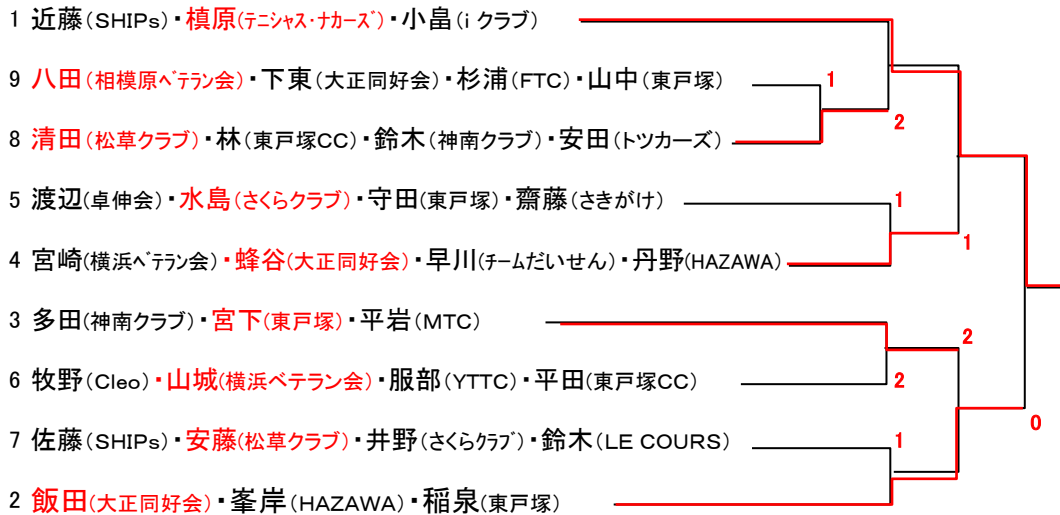 1 近藤(SHIPs)・槙原(テニシャス・ナカーズ)・小畠(i クラブ)
9 八田(相模原ベテラン会)・下東(大正同好会)・杉浦(FTC)・山中(東戸塚)
1
8 清田(松草クラブ)・林(東戸塚CC)・鈴木(神南クラブ)・安田(トツカーズ)
2
5 渡辺(卓伸会)・水島(さくらクラブ)・守田(東戸塚)・齋藤(さきがけ)
1
4 宮崎(横浜ベテラン会)・蜂谷(大正同好会)・早川(チームだいせん)・丹野(HAZAWA)
1
3 多田(神南クラブ)・宮下(東戸塚)・平岩(MTC)
2
6 牧野(Cleo)・山城(横浜ベテラン会)・服部(YTTC)・平田(東戸塚CC)
2
7 佐藤(SHIPs)・安藤(松草クラブ)・井野(さくらクラブ)・鈴木(LE COURS)
1
0
2 飯田(大正同好会)・峯岸(HAZAWA)・稲泉(東戸塚)